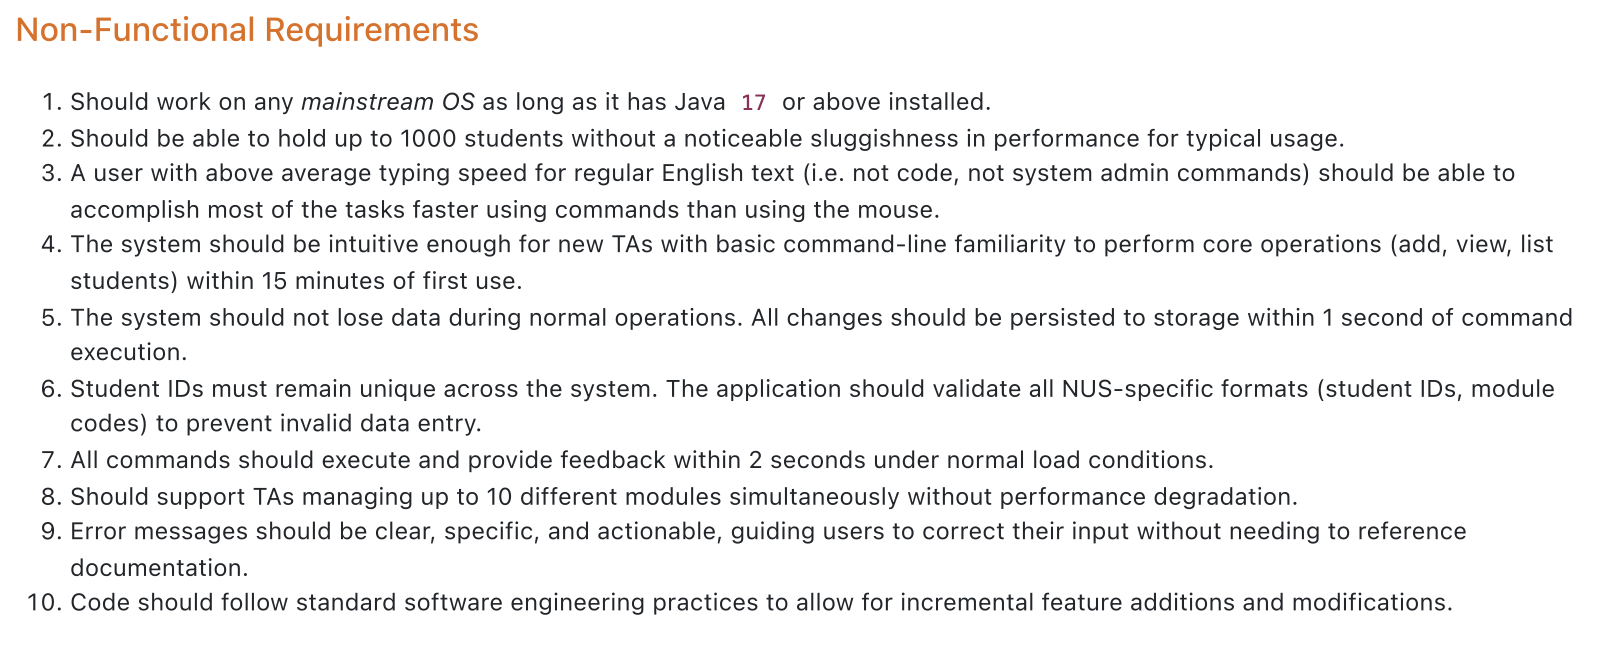 Non-Functional Requirements
1. Should work on any mainstream OS as long as it has Java 17 or above installed.
2. Should be able to hold up to 1000 students without a noticeable sluggishness in performance for typical usage.
3. A user with above average typing speed for regular English text (i.e. not code, not system admin commands) should be able to
accomplish most of the tasks faster using commands than using the mouse.
4. The system should be intuitive enough for new TAs with basic command-line familiarity to perform core operations (add, view, list
students) within 15 minutes of first use.
5. The system should not lose data during normal operations. All changes should be persisted to storage within 1 second of command
execution.
6. Student IDs must remain unique across the system. The application should validate all NUS-specific formats (student IDs, module
codes) to prevent invalid data entry.
7. All commands should execute and provide feedback within 2 seconds under normal load conditions.
8. Should support TAs managing up to 10 different modules simultaneously without performance degradation.
9. Error messages should be clear, specific, and actionable, guiding users to correct their input without needing to reference
documentation.
10. Code should follow standard software engineering practices to allow for incremental feature additions and modifications.